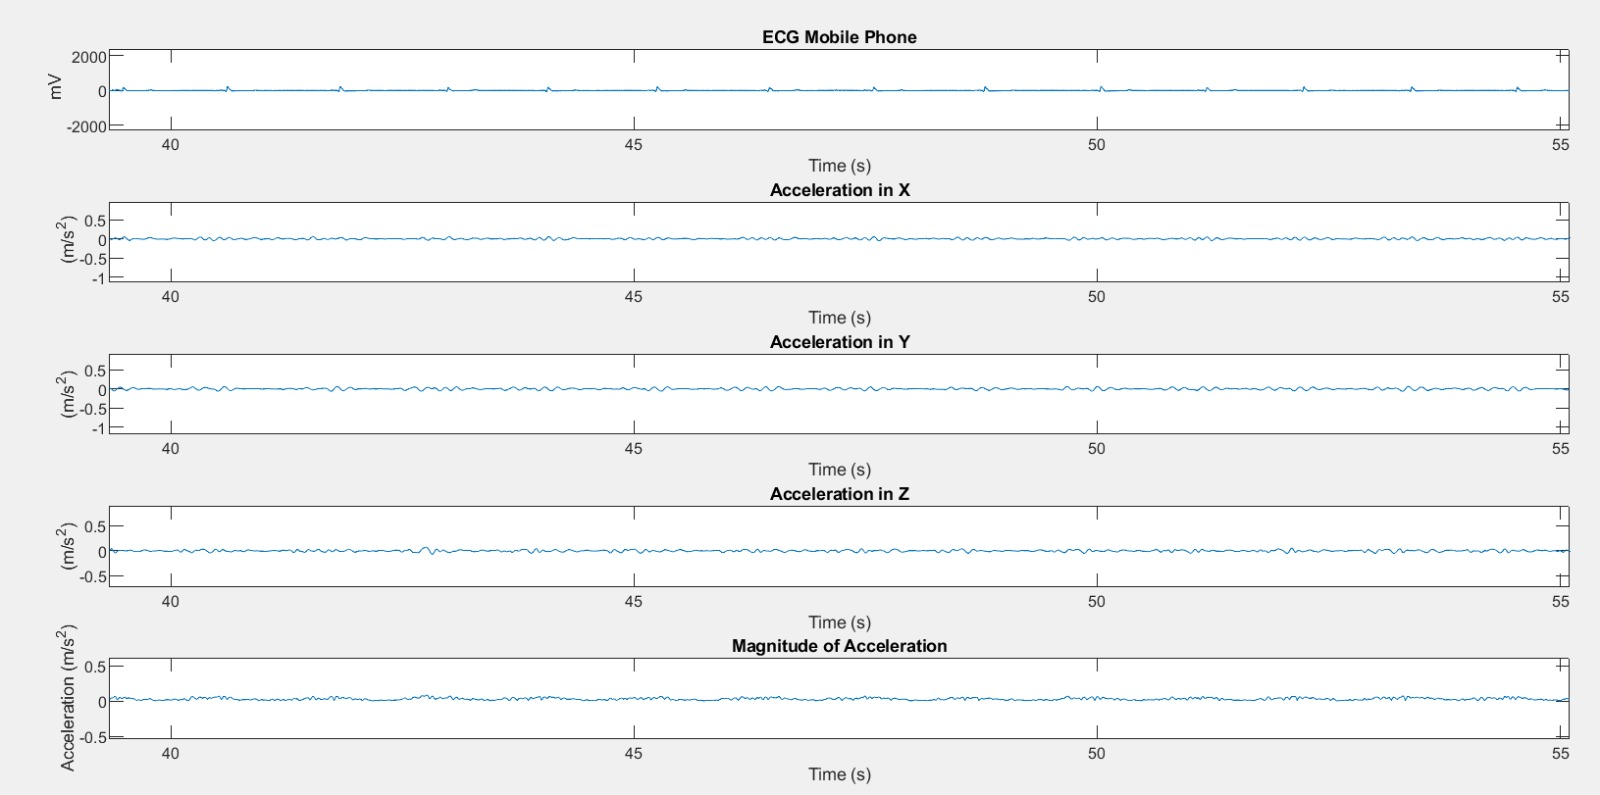 ECG Mobile Phone
2000
0
-2000
mV
40 45 50 55
Time (s)
Acceleration in X
0.5
0
-0.5
-1
(m/s2)
40 45 50 55
Time (s)
Acceleration in Y
0.5
0
-0.5
-1
(m/s2)
40 45 50 55
Time (s)
Acceleration in Z
0.5
0
-0.5
(m/s2)
40 45 50 55
Time (s)
Magnitude of Acceleration
0.5
0
-0.5
Acceleration (m/s2)
40 45 50 55
Time (s)